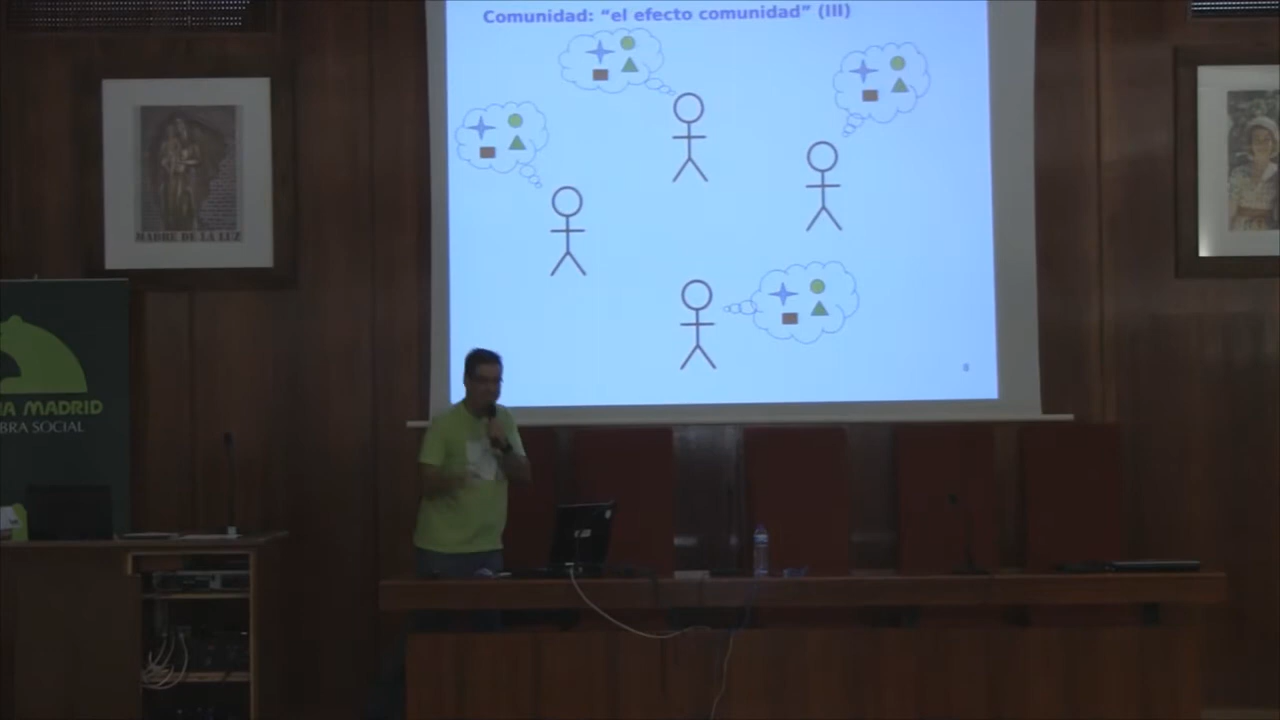 Comunidad: “el efecto comunidad” (III)
MADRE DE LA LUZ
MADRID
BRA SOCIAL